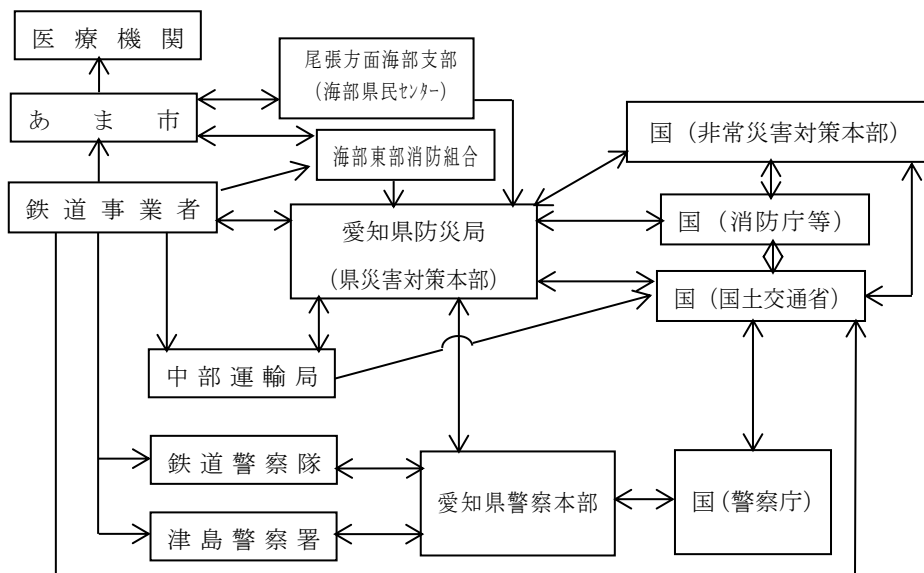 医療機関
尾張方面海部支部
（海部県民ｾﾝﾀｰ）
あま市
国（非常災害対策本部）
海部東部消防組合
鉄道事業者
愛知県防災局
（県災害対策本部）
国（消防庁等）
国（国土交通省）
中部運輸局
鉄道警察隊
愛知県警察本部
国（警察庁）
津島警察署